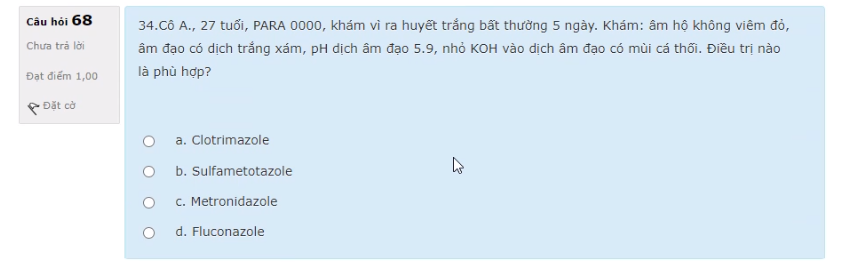 Câu hỏi 68
Chưa trả lời
Đạt điểm 1,00
Đặt cờ
34.Cô A., 27 tuổi, PARA 0000, khám vì ra huyết trắng bất thường 5 ngày. Khám: âm hộ không viêm đỏ,
âm đạo có dịch trắng xám, pH dịch âm đạo 5.9, nhỏ KOH vào dịch âm đạo có mùi cá thối. Điều trị nào
là phù hợp?
a. Clotrimazole
b. Sulfametotazole
c. Metronidazole
d. Fluconazole